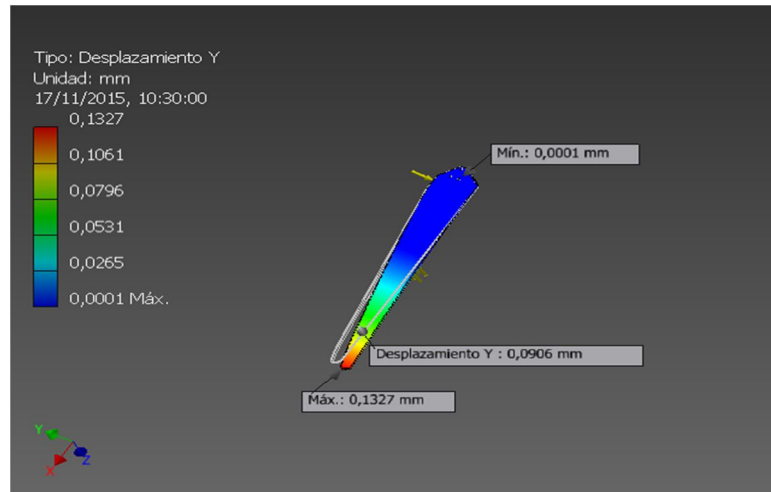 Tipo: Desplazamiento Y
Unidad: mm
17/11/2015, 10:30:00
0,1327
0,1061
0,0796
0,0531
0,0265
0,0001 Máx.
Mín.: 0,0001 mm
Desplazamiento Y : 0,0906 mm
Máx.: 0,1327 mm
Y
Z
X